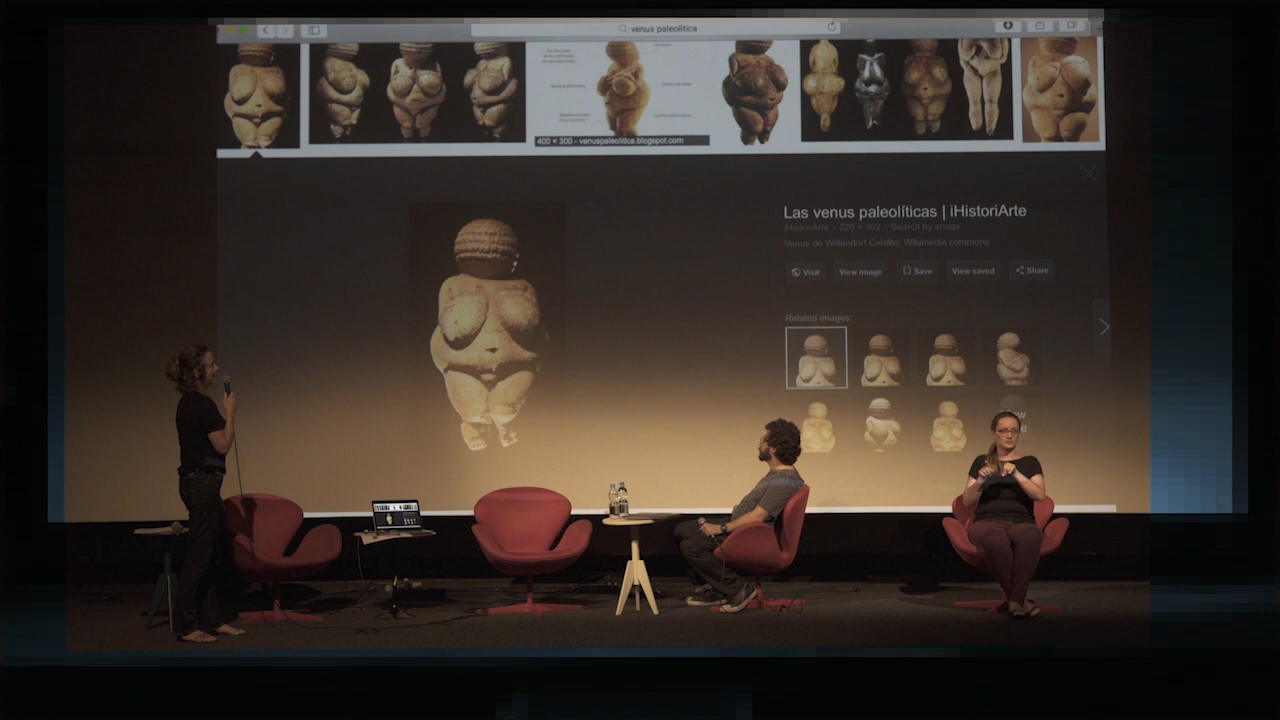 venus paleolítica
400 × 300 - venuspaleolitica.blogspot.com
Las venus paleolíticas | iHistoriArte
iHistoriArte - 220 × 362 - Search by image
Venus de Willendorf Crédito: Wikimedia commons
Visit
View image
Save
View saved
Share
Related images: